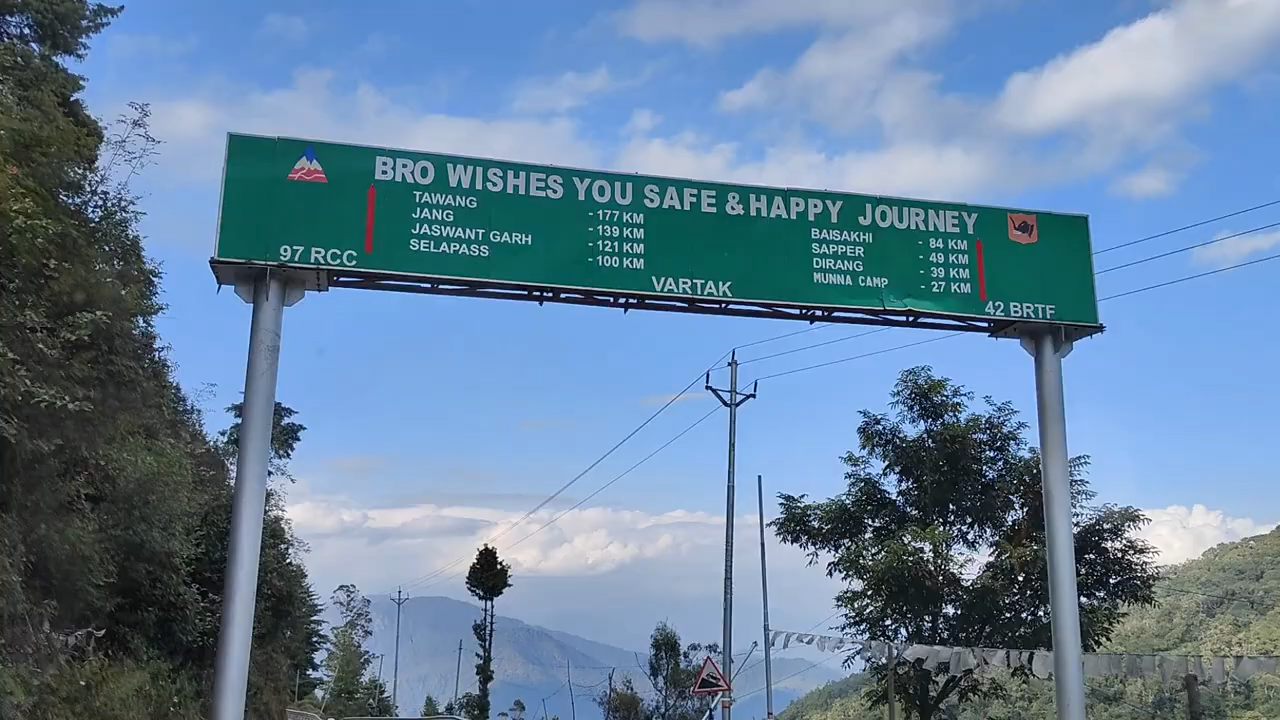 BRO WISHES YOU SAFE & HAPPY JOURNEY
TAWANG - 177 KM
JANG - 139 KM
JASWANT GARH - 121 KM
SELAPASS - 100 KM
BAISAKHI - 84 KM
SAPPER - 49 KM
DIRANG - 39 KM
MUNNA CAMP - 27 KM
97 RCC
VARTAK
42 BRTF